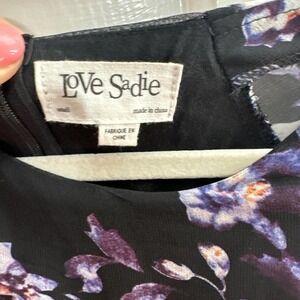 Love Sadie
small made in china
FABRIQUÉ EN
CHINE